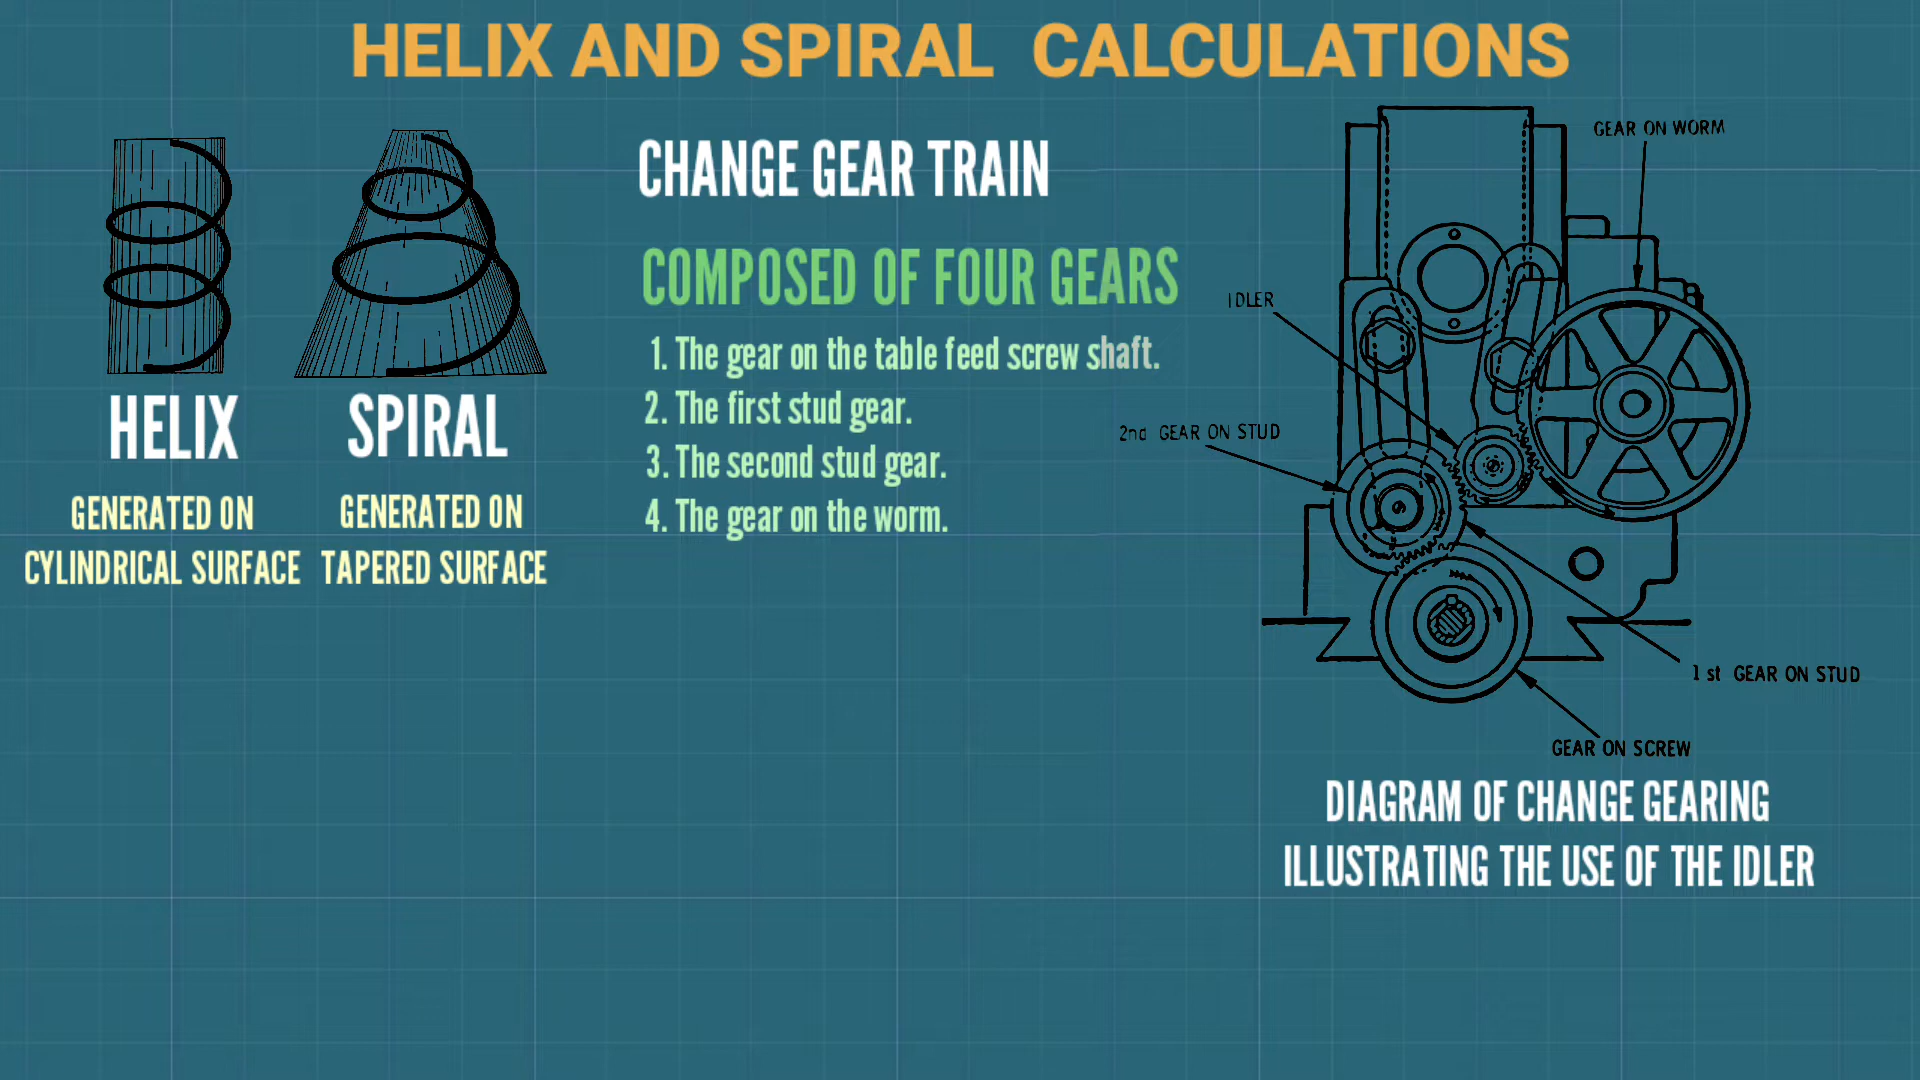 HELIX AND SPIRAL CALCULATIONS
HELIX
GENERATED ON
CYLINDRICAL SURFACE
SPIRAL
GENERATED ON
TAPERED SURFACE
CHANGE GEAR TRAIN
COMPOSED OF FOUR GEARS
1. The gear on the table feed screw shaft.
2. The first stud gear.
3. The second stud gear.
4. The gear on the worm.
GEAR ON WORM
IDLER
2nd GEAR ON STUD
1st GEAR ON STUD
GEAR ON SCREW
DIAGRAM OF CHANGE GEARING
ILLUSTRATING THE USE OF THE IDLER